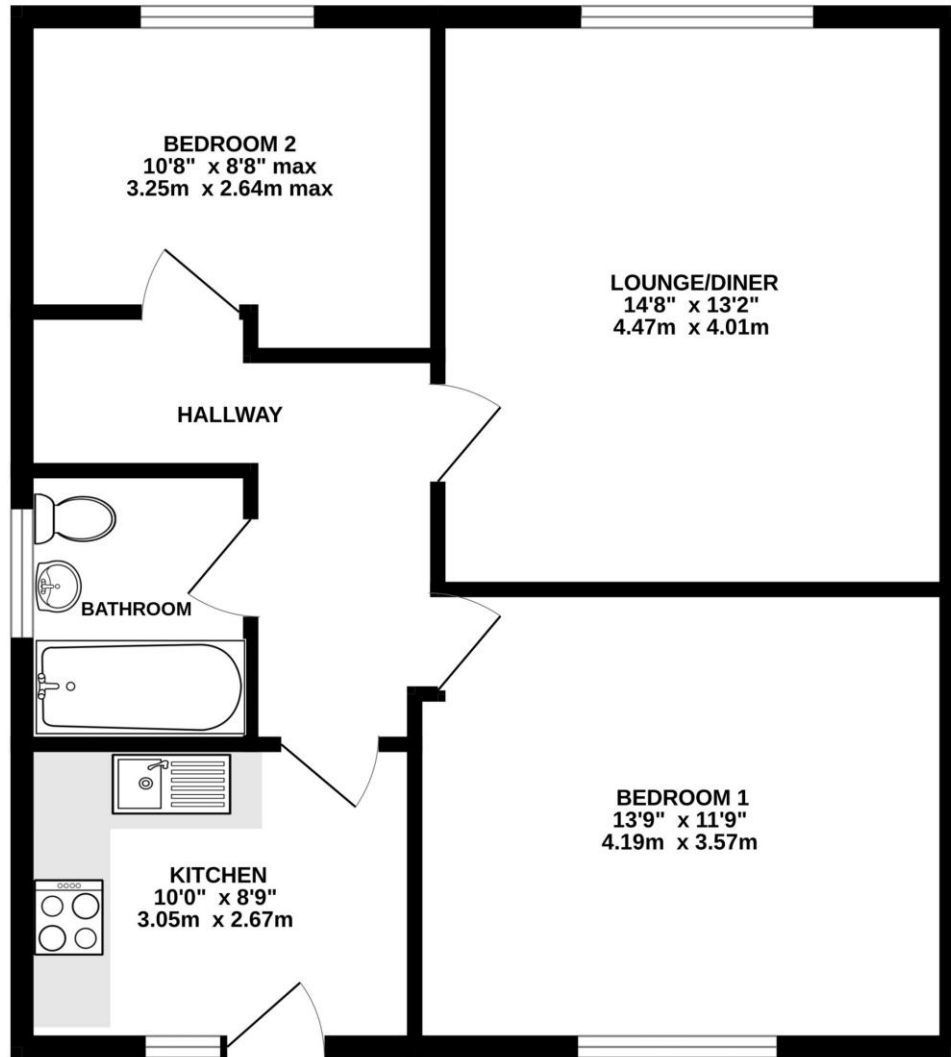 BEDROOM 2
10'8" x 8'8" max
3.25m x 2.64m max
LOUNGE/DINER
14'8" x 13'2"
4.47m x 4.01m
HALLWAY
BATHROOM
BEDROOM 1
13'9" x 11'9"
4.19m x 3.57m
KITCHEN
10'0" x 8'9"
3.05m x 2.67m